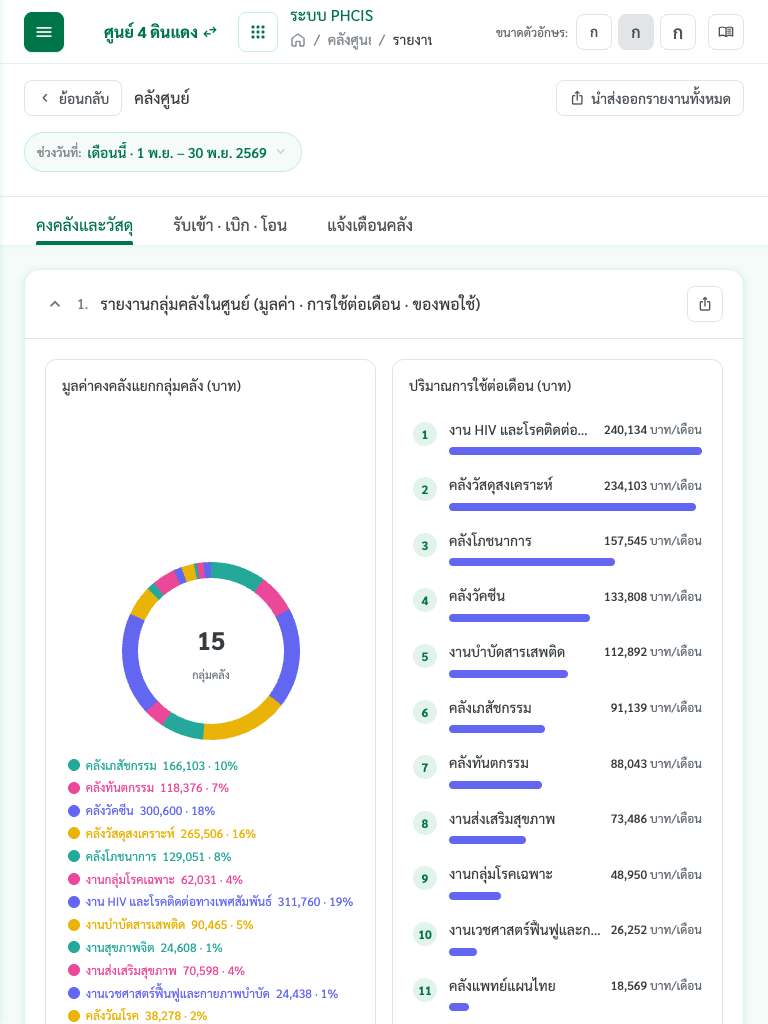 ศูนย์ 4 ดินแดง
ระบบ PHCIS
/ คลังศูนย์ / รายงาน
ขนาดตัวอักษร: ก ก ก
ย้อนกลับ คลังศูนย์
นำส่งออกรายงานทั้งหมด
ช่วงวันที่: เดือนนี้ · 1 พ.ย. – 30 พ.ย. 2569
คงคลังและวัสดุ รับเข้า · เบิก · โอน แจ้งเตือนคลัง
1. รายงานกลุ่มคลังในศูนย์ (มูลค่า · การใช้ต่อเดือน · ของพอใช้)
มูลค่าคงคลังแยกกลุ่มคลัง (บาท)
15
กลุ่มคลัง
คลังเภสัชกรรม 166,103 · 10%
คลังทันตกรรม 118,376 · 7%
คลังวัคซีน 300,600 · 18%
คลังวัสดุสงเคราะห์ 265,506 · 16%
คลังโภชนาการ 129,051 · 8%
งานกลุ่มโรคเฉพาะ 62,031 · 4%
งาน HIV และโรคติดต่อทางเพศสัมพันธ์ 311,760 · 19%
งานบำบัดสารเสพติด 90,465 · 5%
งานสุขภาพจิต 24,608 · 1%
งานส่งเสริมสุขภาพ 70,598 · 4%
งานเวชศาสตร์ฟื้นฟูและกายภาพบำบัด 24,438 · 1%
คลังวัณโรค 38,278 · 2%
ปริมาณการใช้ต่อเดือน (บาท)
1 งาน HIV และโรคติดต่อ... 240,134 บาท/เดือน
2 คลังวัสดุสงเคราะห์ 234,103 บาท/เดือน
3 คลังโภชนาการ 157,545 บาท/เดือน
4 คลังวัคซีน 133,808 บาท/เดือน
5 งานบำบัดสารเสพติด 112,892 บาท/เดือน
6 คลังเภสัชกรรม 91,139 บาท/เดือน
7 คลังทันตกรรม 88,043 บาท/เดือน
8 งานส่งเสริมสุขภาพ 73,486 บาท/เดือน
9 งานกลุ่มโรคเฉพาะ 48,950 บาท/เดือน
10 งานเวชศาสตร์ฟื้นฟูและก... 26,252 บาท/เดือน
11 คลังแพทย์แผนไทย 18,569 บาท/เดือน